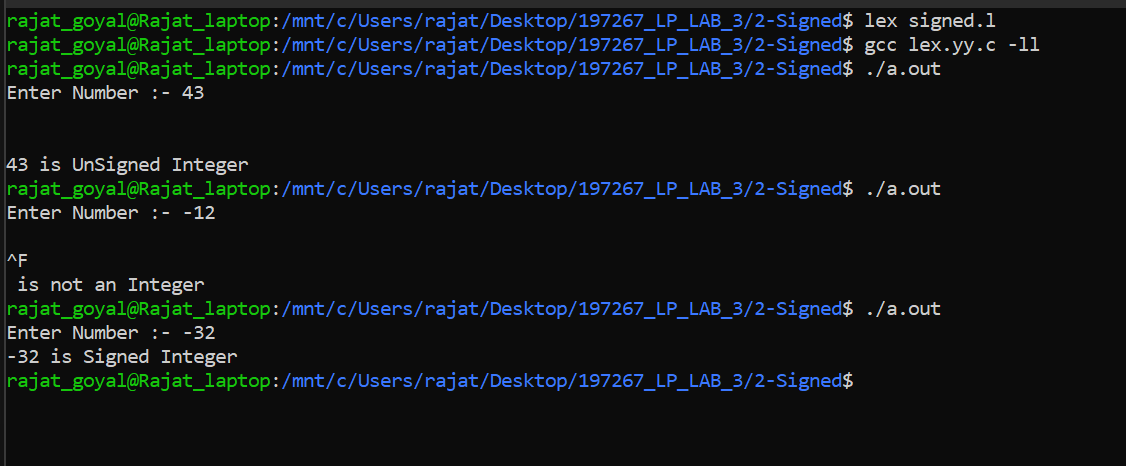 rajat_goyal@Rajat_laptop:/mnt/c/Users/rajat/Desktop/197267_LP_LAB_3/2-Signed$ lex signed.l
rajat_goyal@Rajat_laptop:/mnt/c/Users/rajat/Desktop/197267_LP_LAB_3/2-Signed$ gcc lex.yy.c -ll
rajat_goyal@Rajat_laptop:/mnt/c/Users/rajat/Desktop/197267_LP_LAB_3/2-Signed$ ./a.out
Enter Number :- 43
43 is UnSigned Integer
rajat_goyal@Rajat_laptop:/mnt/c/Users/rajat/Desktop/197267_LP_LAB_3/2-Signed$ ./a.out
Enter Number :- -12
^F
 is not an Integer
rajat_goyal@Rajat_laptop:/mnt/c/Users/rajat/Desktop/197267_LP_LAB_3/2-Signed$ ./a.out
Enter Number :- -32
-32 is Signed Integer
rajat_goyal@Rajat_laptop:/mnt/c/Users/rajat/Desktop/197267_LP_LAB_3/2-Signed$